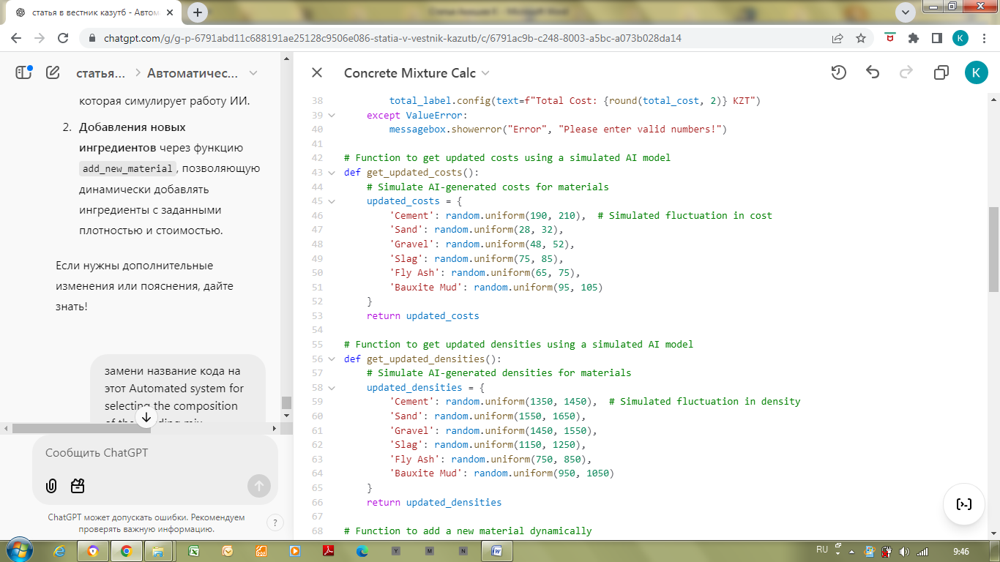 статья в вестник казутб - Автом
chatgpt.com/g/g-p-6791abd11c688191ae25128c9506e086-statia-v-vestnik-kazutb/c/6791ac9b-c248-8003-a5bc-a073b028da14
K
статья... > Автоматичес...
которая симулирует работу ИИ.
2. Добавления новых
ингредиентов через функцию
add_new_material, позволяющую
динамически добавлять
ингредиенты с заданными
плотностью и стоимостью.
Если нужны дополнительные
изменения или пояснения, дайте
знать!
замени название кода на
этот Automated system for
selecting the composition
Сообщить ChatGPT
ChatGPT может допускать ошибки. Рекомендуем
проверять важную информацию.
?
Concrete Mixture Calc
K
38 total_label.config(text=f"Total Cost: {round(total_cost, 2)} KZT")
39 except ValueError:
40 messagebox.showerror("Error", "Please enter valid numbers!")
41
42 # Function to get updated costs using a simulated AI model
43 def get_updated_costs():
44 # Simulate AI-generated costs for materials
45 updated_costs = {
46 'Cement': random.uniform(190, 210), # Simulated fluctuation in cost
47 'Sand': random.uniform(28, 32),
48 'Gravel': random.uniform(48, 52),
49 'Slag': random.uniform(75, 85),
50 'Fly Ash': random.uniform(65, 75),
51 'Bauxite Mud': random.uniform(95, 105)
52 }
53 return updated_costs
54
55 # Function to get updated densities using a simulated AI model
56 def get_updated_densities():
57 # Simulate AI-generated densities for materials
58 updated_densities = {
59 'Cement': random.uniform(1350, 1450), # Simulated fluctuation in density
60 'Sand': random.uniform(1550, 1650),
61 'Gravel': random.uniform(1450, 1550),
62 'Slag': random.uniform(1150, 1250),
63 'Fly Ash': random.uniform(750, 850),
64 'Bauxite Mud': random.uniform(950, 1050)
65 }
66 return updated_densities
67
68 # Function to add a new material dynamically
Y M N
RU
9:46